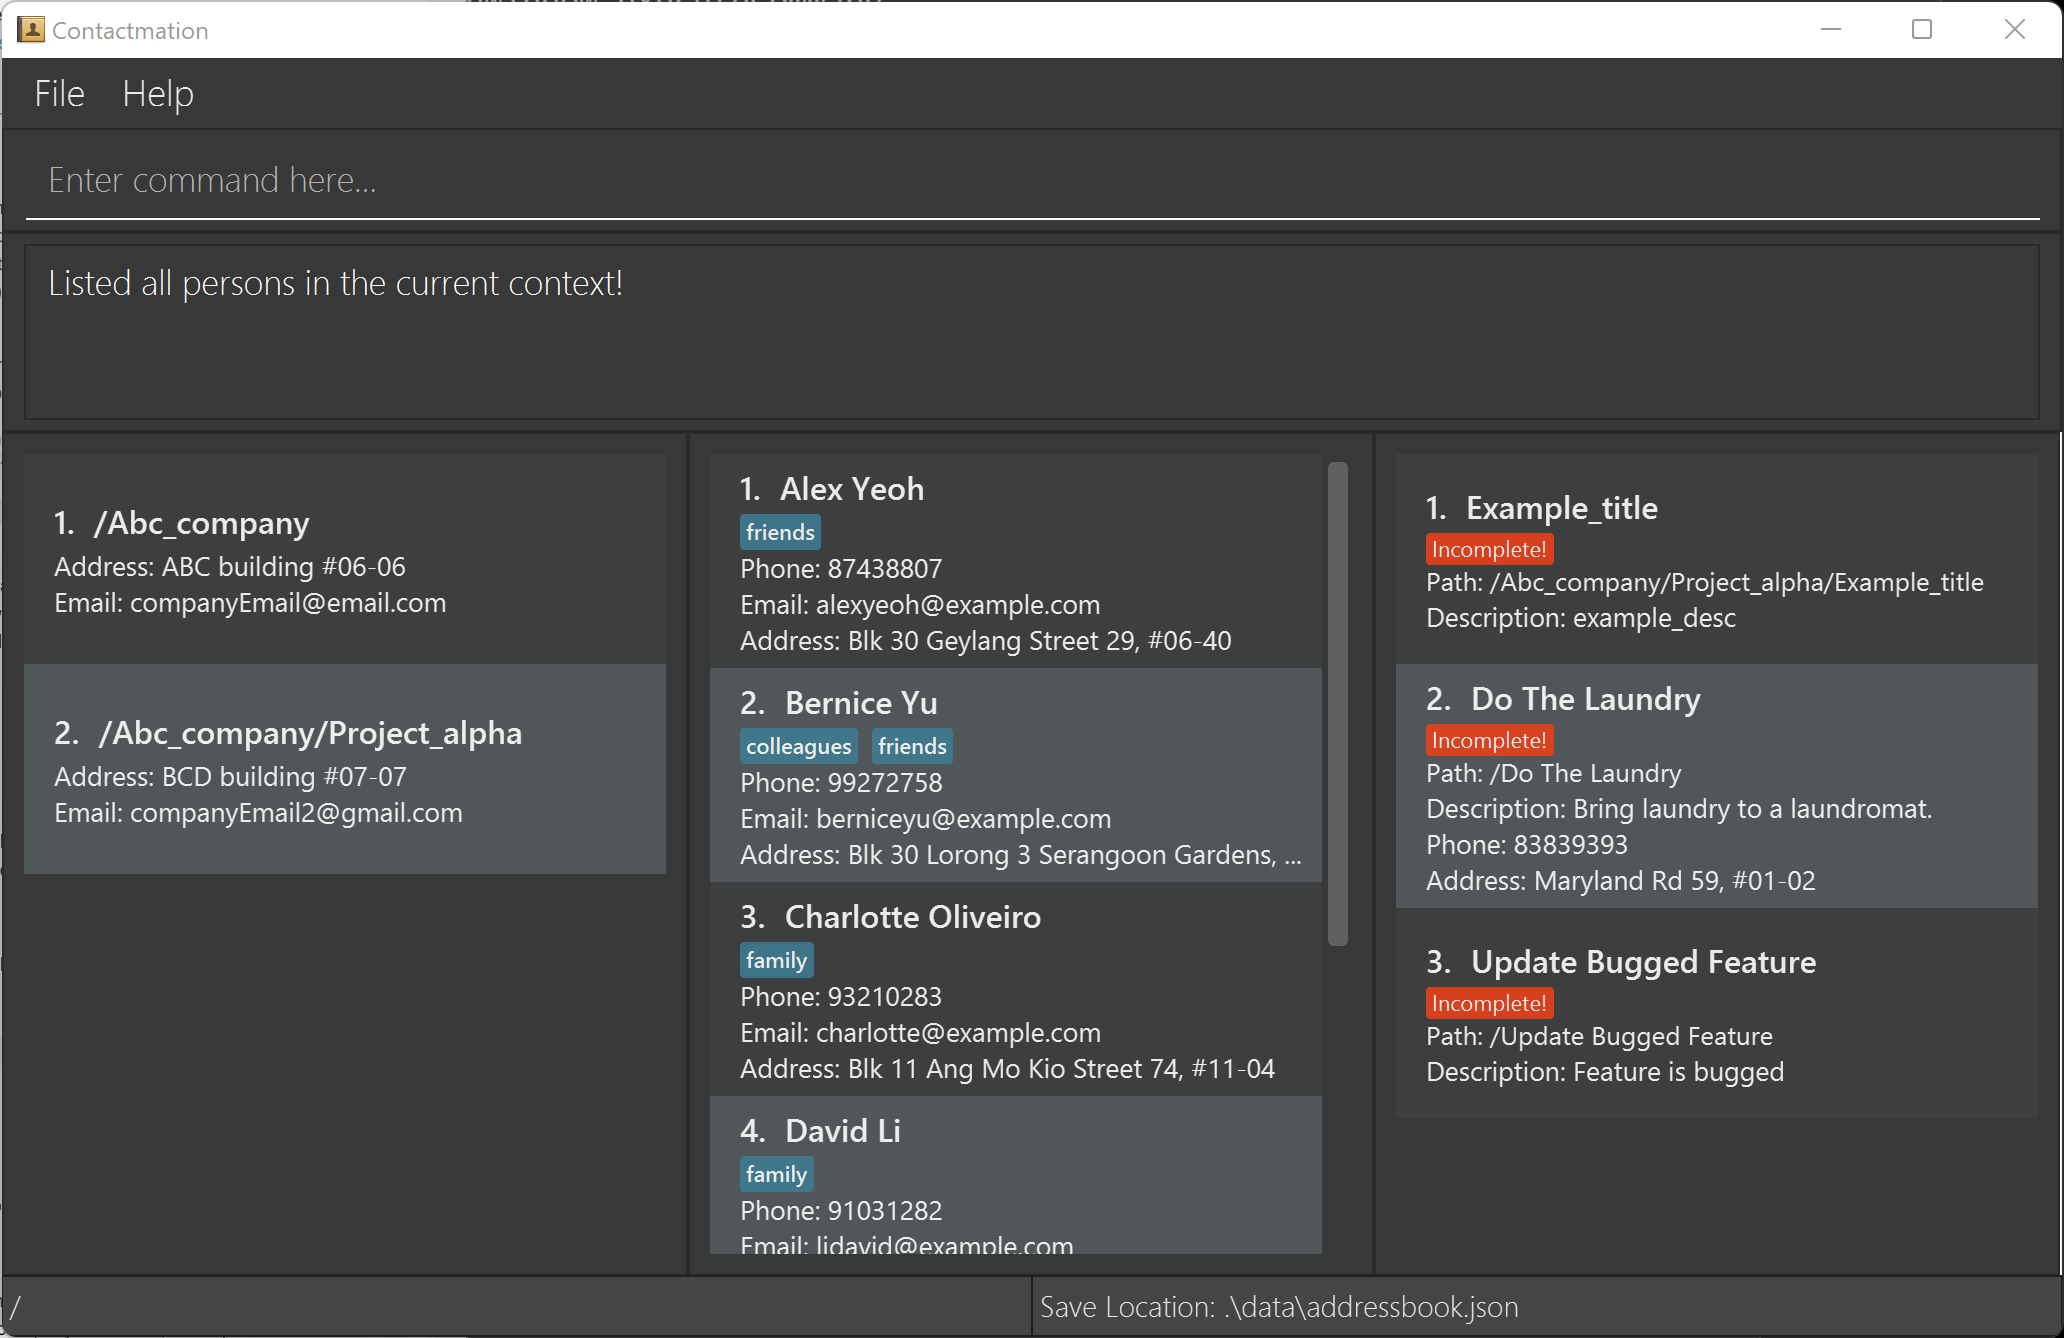 Contactmation
File Help
Enter command here...
Listed all persons in the current context!
1. /Abc_company
Address: ABC building #06-06
Email: companyEmail@email.com
2. /Abc_company/Project_alpha
Address: BCD building #07-07
Email: companyEmail2@gmail.com
1. Alex Yeoh
friends
Phone: 87438807
Email: alexyeoh@example.com
Address: Blk 30 Geylang Street 29, #06-40
2. Bernice Yu
colleagues friends
Phone: 99272758
Email: berniceyu@example.com
Address: Blk 30 Lorong 3 Serangoon Gardens, ...
3. Charlotte Oliveiro
family
Phone: 93210283
Email: charlotte@example.com
Address: Blk 11 Ang Mo Kio Street 74, #11-04
4. David Li
family
Phone: 91031282
Email: lidavid@example.com
1. Example_title
Incomplete!
Path: /Abc_company/Project_alpha/Example_title
Description: example_desc
2. Do The Laundry
Incomplete!
Path: /Do The Laundry
Description: Bring laundry to a laundromat.
Phone: 83839393
Address: Maryland Rd 59, #01-02
3. Update Bugged Feature
Incomplete!
Path: /Update Bugged Feature
Description: Feature is bugged
/
Save Location: .\data\addressbook.json